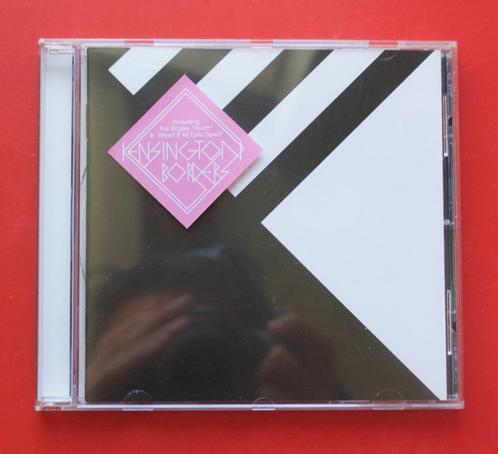 including
the singles "Youth"
& "When It All Falls Down"
KENSINGTON
BORDERS